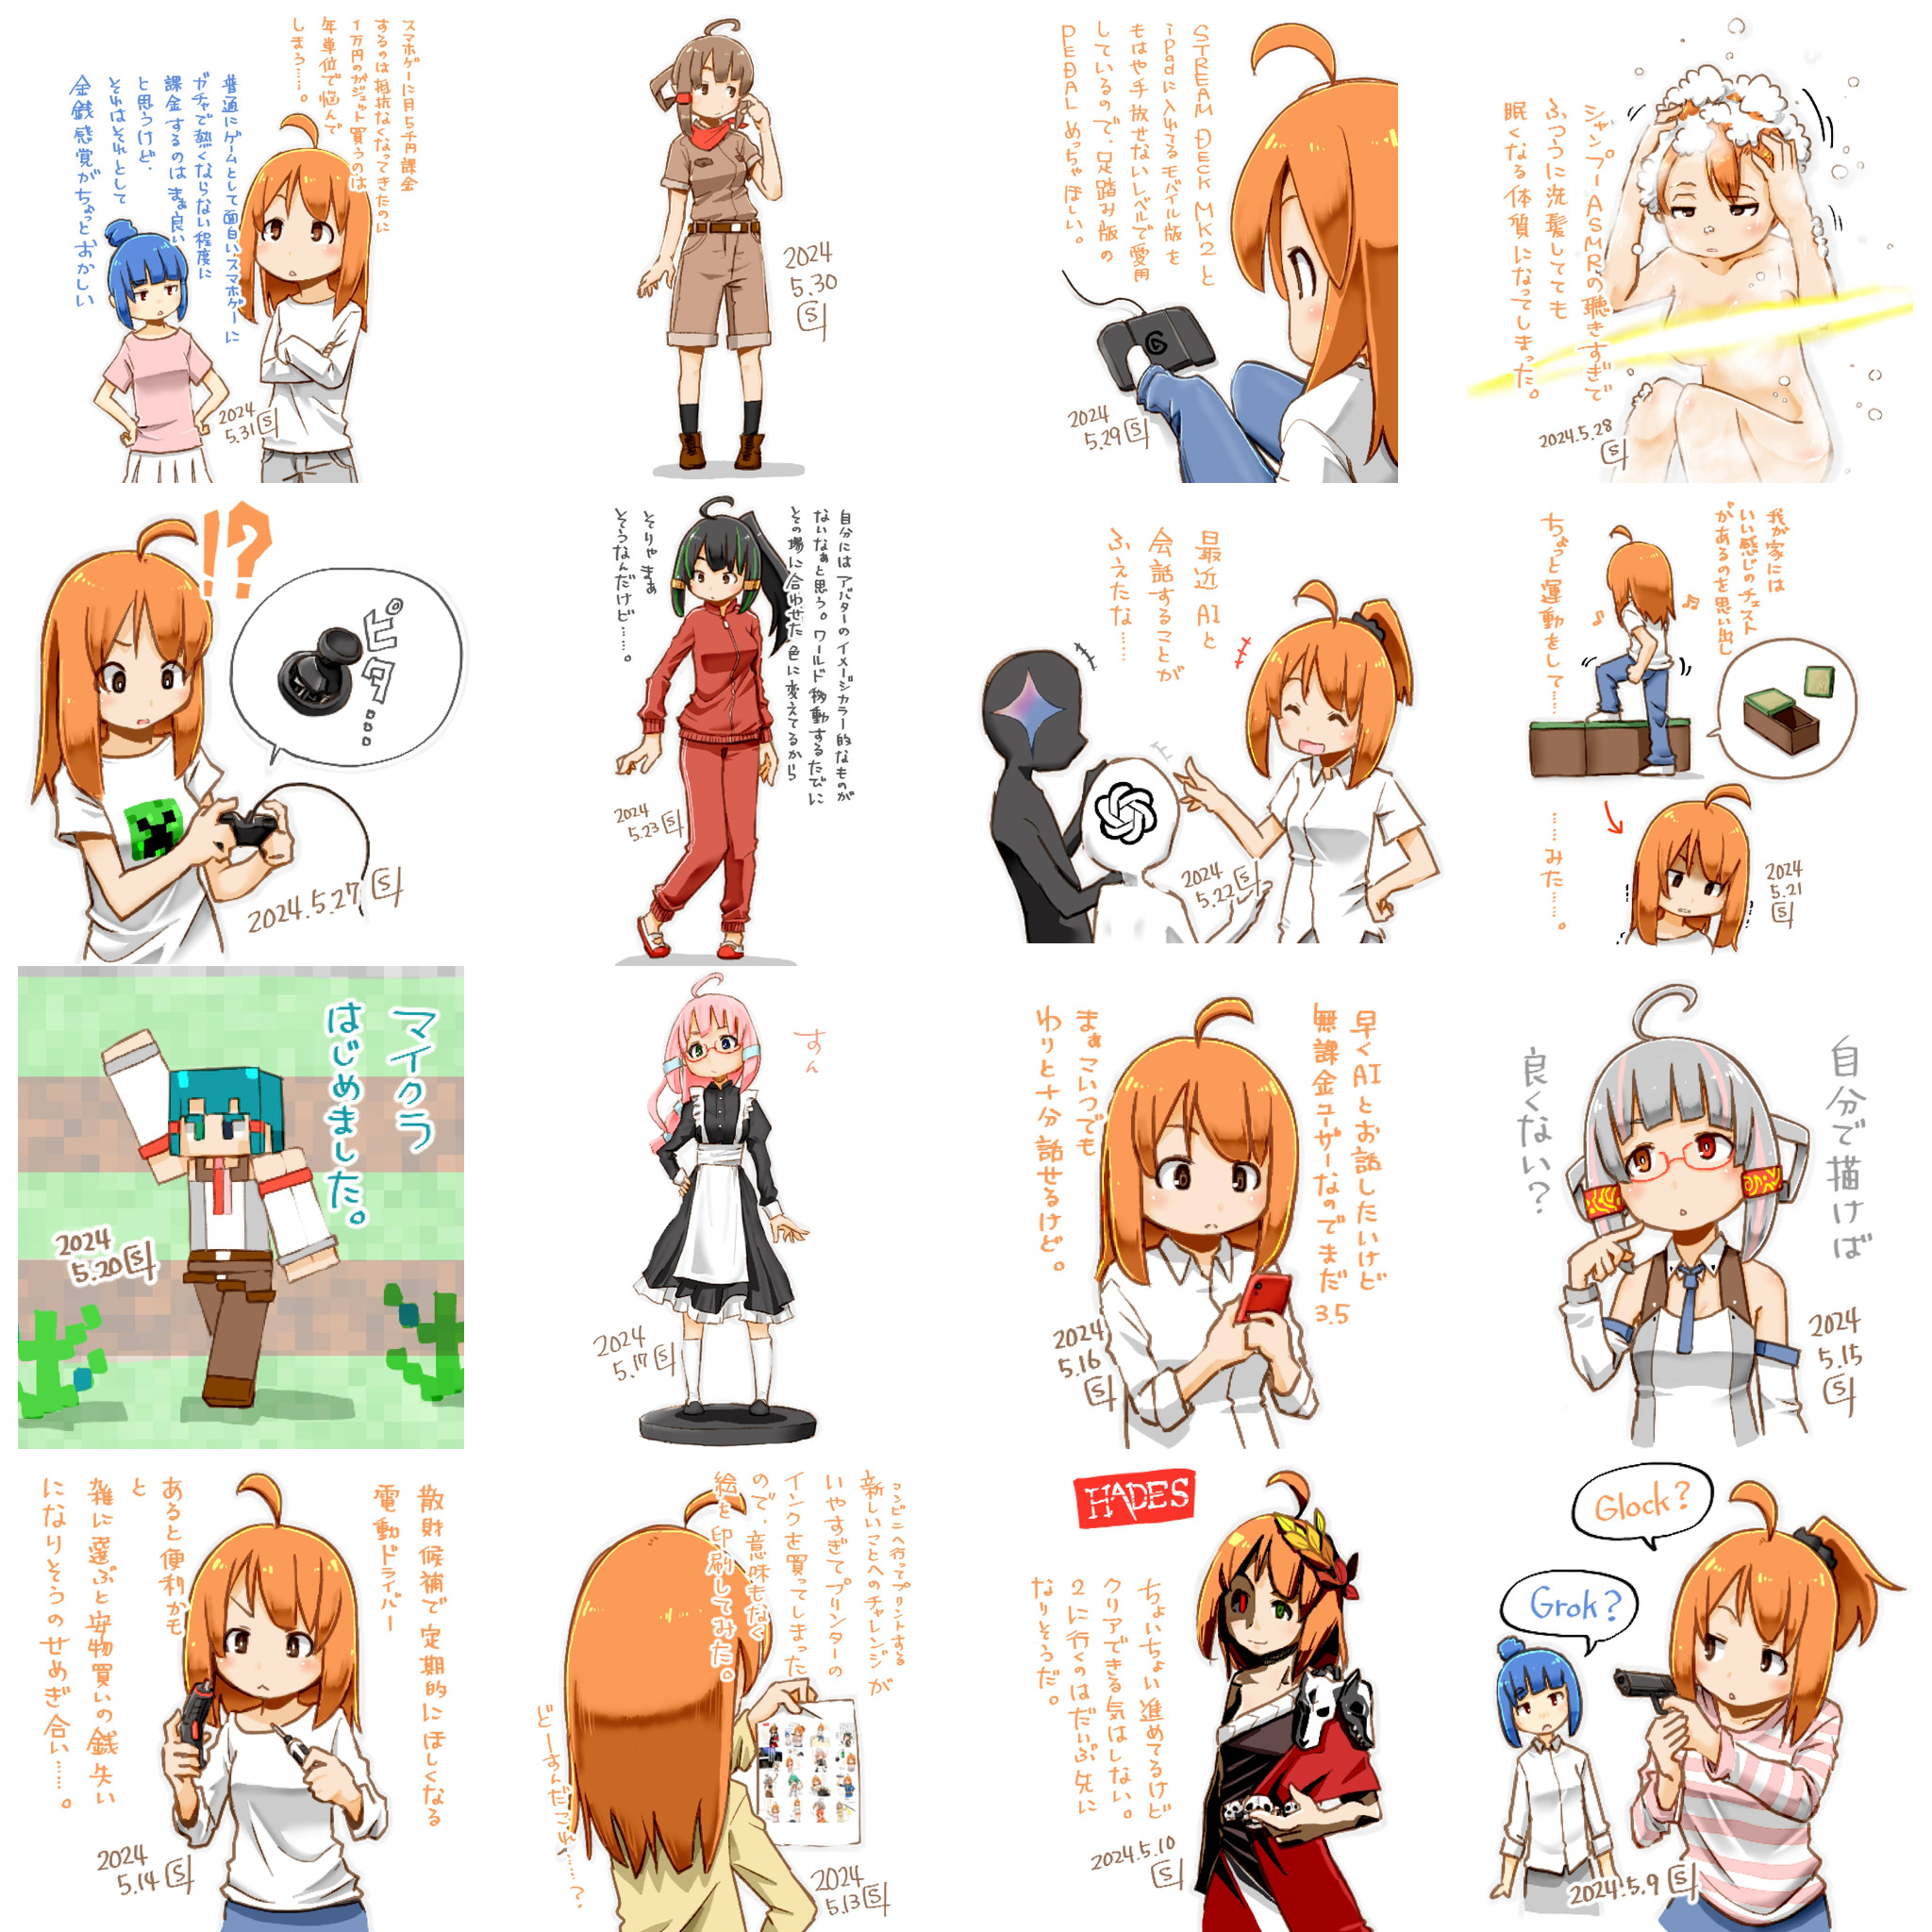 スマホゲーに月5千円課金
するのは抵抗なくなってきたのに
1万円のガジェット買うのは
年単位で悩んで
しまう……。
普通にゲームとして面白いスマホゲーに
ガチャで熱くならない程度に
課金するのはまぁ良い
と思うけど、
それはそれとして
金銭感覚がちょっとおかしい
2024
5.31 S
2024
5.30
S
STREAM DECK MK2と
iPadに入れてるモバイル版を
もはや手放せないレベルで愛用
しているので、足踏み版の
PEDALめっちゃほしい。
2024
5.29 S
シャンプーASMRの聴きすぎで
ふつうに洗髪してても
眠くなる体質になってしまった。
2024.5.28
S
!?
ピタ…
2024.5.27 S
自分にはアバターのイメージカラー的なものが
ないなぁと思う。ワールド移動するたびに
その場に合わせた色に変えてるから
そりゃまぁ
そうなんだけど……。
2024
5.23 S
最近AIと
会話することが
ふえたな……
2024
5.22 S
我が家には
いい感じのチェスト
があるのを思い出し
ちょっと運動をして……
……みた……。
2024
5.21
S
マイクラ
はじめました。
2024
5.20 S
すん
2024
5.17 S
早くAIとお話したいけど
無課金ユーザーなのでまだ3.5
まぁこいつでも
わりと十分話せるけど。
2024
5.16
S
自分で描けば
良くない?
2024
5.15
S
散財候補で定期的にほしくなる
電動ドライバー
あると便利かも
と
雑に選ぶと安物買いの銭失い
になりそうのせめぎ合い……。
2024
5.14 S
コンビニへ行ってプリントする
新しいことへのチャレンジが
いやすぎてプリンターの
インクを買ってしまった
ので、意味もなく
絵を印刷してみた。
どーすんだこれ……?
2024
5.13 S
HADES
ちょいちょい進めてるけど
クリアできる気はしない。
2に行くのはだいぶ先に
なりそうだ。
2024.5.10
S
Glock?
Grok?
2024.5.9 S